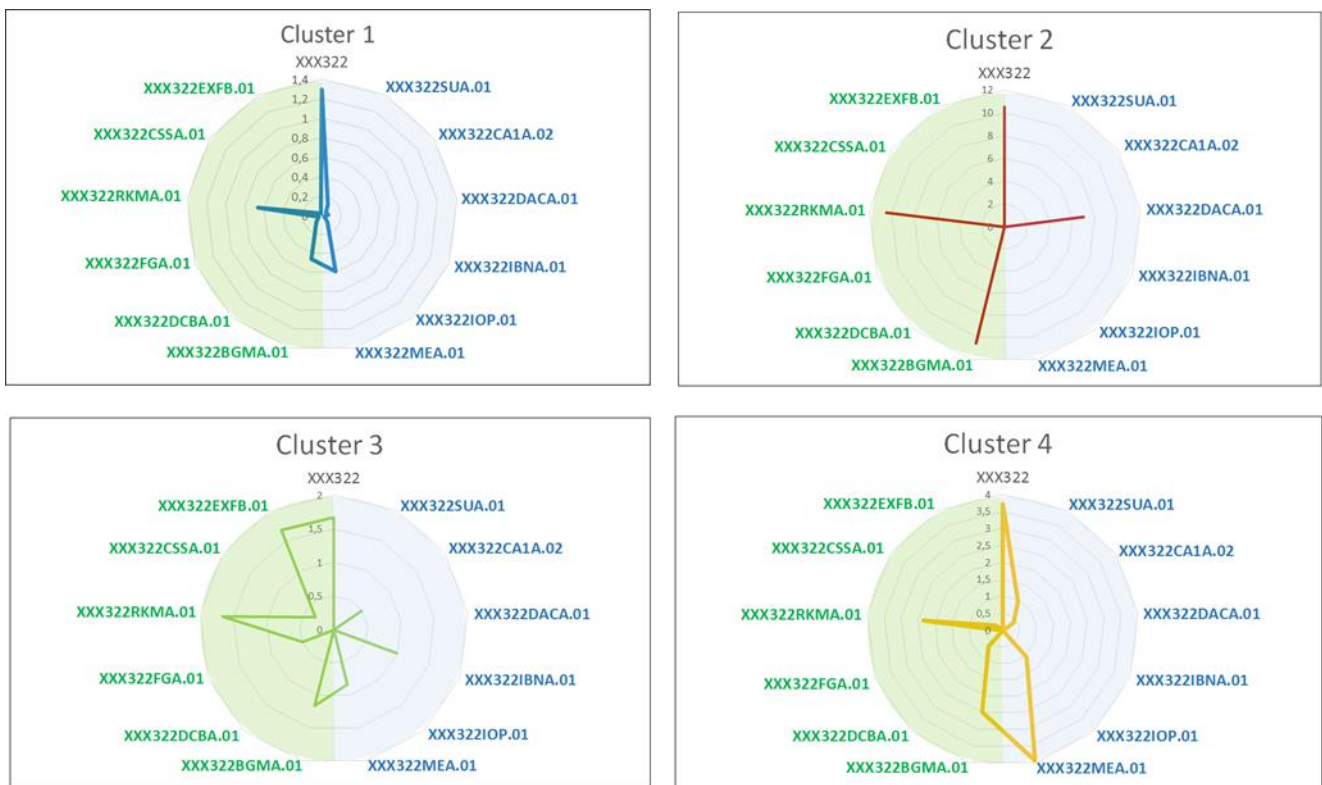 Cluster 1
XXX322
XXX322EXFB.01
XXX322SUA.01
XXX322CSSA.01
XXX322CA1A.02
XXX322RKMA.01
XXX322DACA.01
XXX322FGA.01
XXX322IBNA.01
XXX322DCBA.01
XXX322IOP.01
XXX322BGMA.01
XXX322MEA.01
1,4
1,2
1
0,8
0,6
0,4
0,2
0
Cluster 2
XXX322
XXX322EXFB.01
XXX322SUA.01
XXX322CSSA.01
XXX322CA1A.02
XXX322RKMA.01
XXX322DACA.01
XXX322FGA.01
XXX322IBNA.01
XXX322DCBA.01
XXX322IOP.01
XXX322BGMA.01
XXX322MEA.01
12
10
8
6
4
2
0
Cluster 3
XXX322
XXX322EXFB.01
XXX322SUA.01
XXX322CSSA.01
XXX322CA1A.02
XXX322RKMA.01
XXX322DACA.01
XXX322FGA.01
XXX322IBNA.01
XXX322DCBA.01
XXX322IOP.01
XXX322BGMA.01
XXX322MEA.01
2
1,5
1
0,5
0
Cluster 4
XXX322
XXX322EXFB.01
XXX322SUA.01
XXX322CSSA.01
XXX322CA1A.02
XXX322RKMA.01
XXX322DACA.01
XXX322FGA.01
XXX322IBNA.01
XXX322DCBA.01
XXX322IOP.01
XXX322BGMA.01
XXX322MEA.01
4
3,5
3
2,5
2
1,5
1
0,5
0